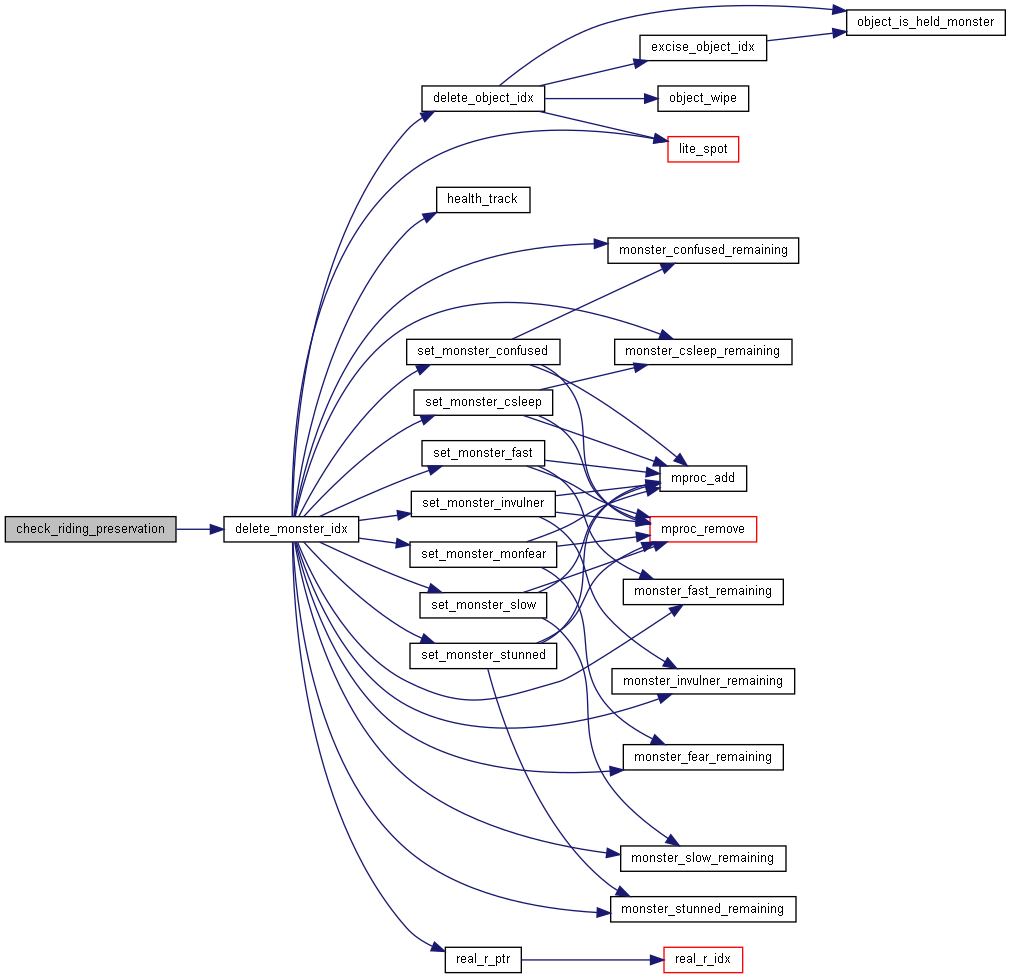 object_is_held_monster
excise_object_idx
delete_object_idx
object_wipe
lite_spot
health_track
monster_confused_remaining
set_monster_confused
monster_csleep_remaining
set_monster_csleep
set_monster_fast
mproc_add
set_monster_invulner
check_riding_preservation
delete_monster_idx
mproc_remove
set_monster_monfear
monster_fast_remaining
set_monster_slow
set_monster_stunned
monster_invulner_remaining
monster_fear_remaining
monster_slow_remaining
monster_stunned_remaining
real_r_ptr
real_r_idx